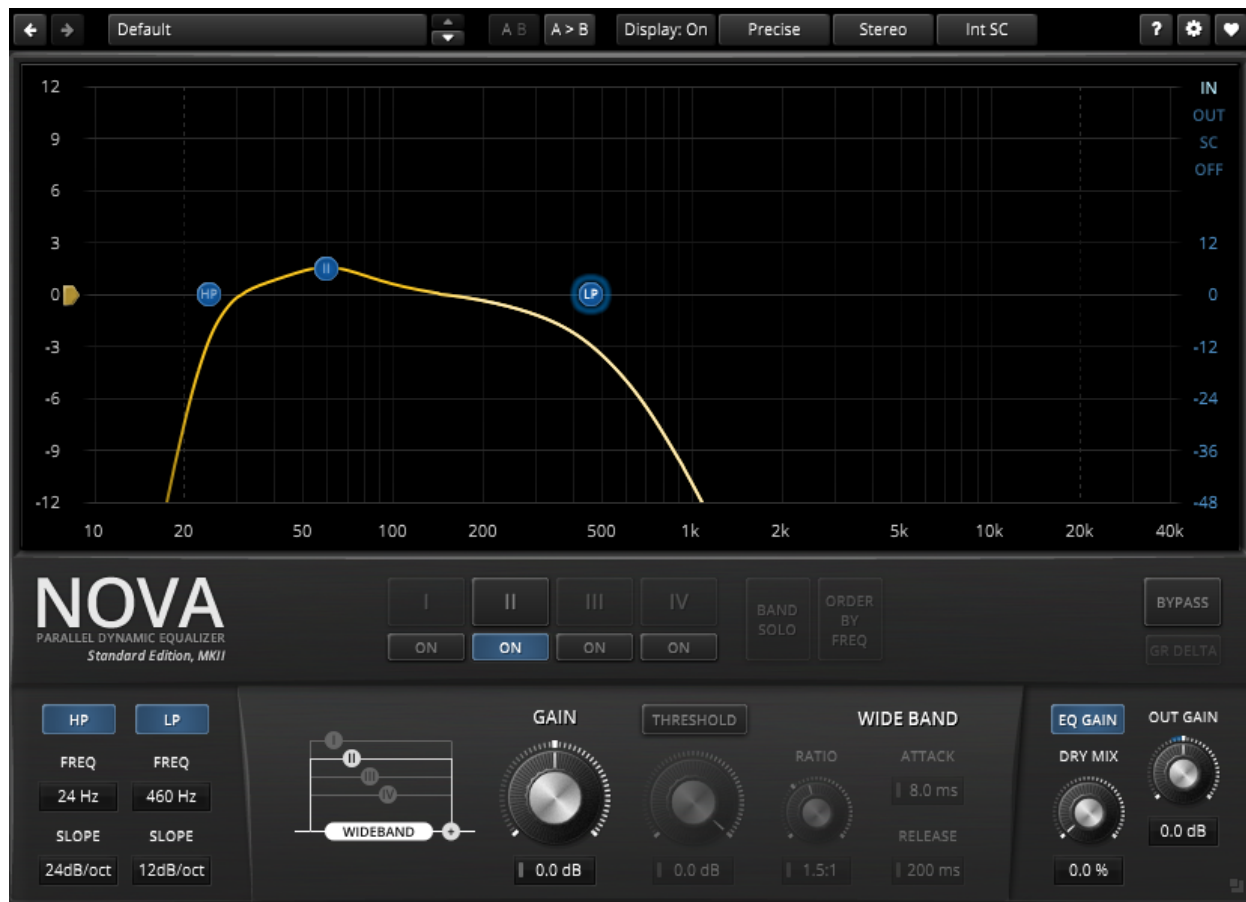 Default A B A > B Display: On Precise Stereo Int SC ?
12 IN
OUT
9 SC
OFF
6
3 12
0 HP II LP 0
-3 -12
-6 -24
-9 -36
-12 -48
10 20 50 100 200 500 1k 2k 5k 10k 20k 40k
NOVA
PARALLEL DYNAMIC EQUALIZER
Standard Edition, MKII
I II III IV
ON ON ON ON
BAND
SOLO
ORDER
BY
FREQ
BYPASS
GR DELTA
HP LP
FREQ FREQ
24 Hz 460 Hz
SLOPE SLOPE
24dB/oct 12dB/oct
I
II
III
IV
WIDEBAND +
GAIN
0.0 dB
THRESHOLD
0.0 dB
WIDE BAND
RATIO
1.5:1
ATTACK
8.0 ms
RELEASE
200 ms
EQ GAIN
DRY MIX
0.0 %
OUT GAIN
0.0 dB